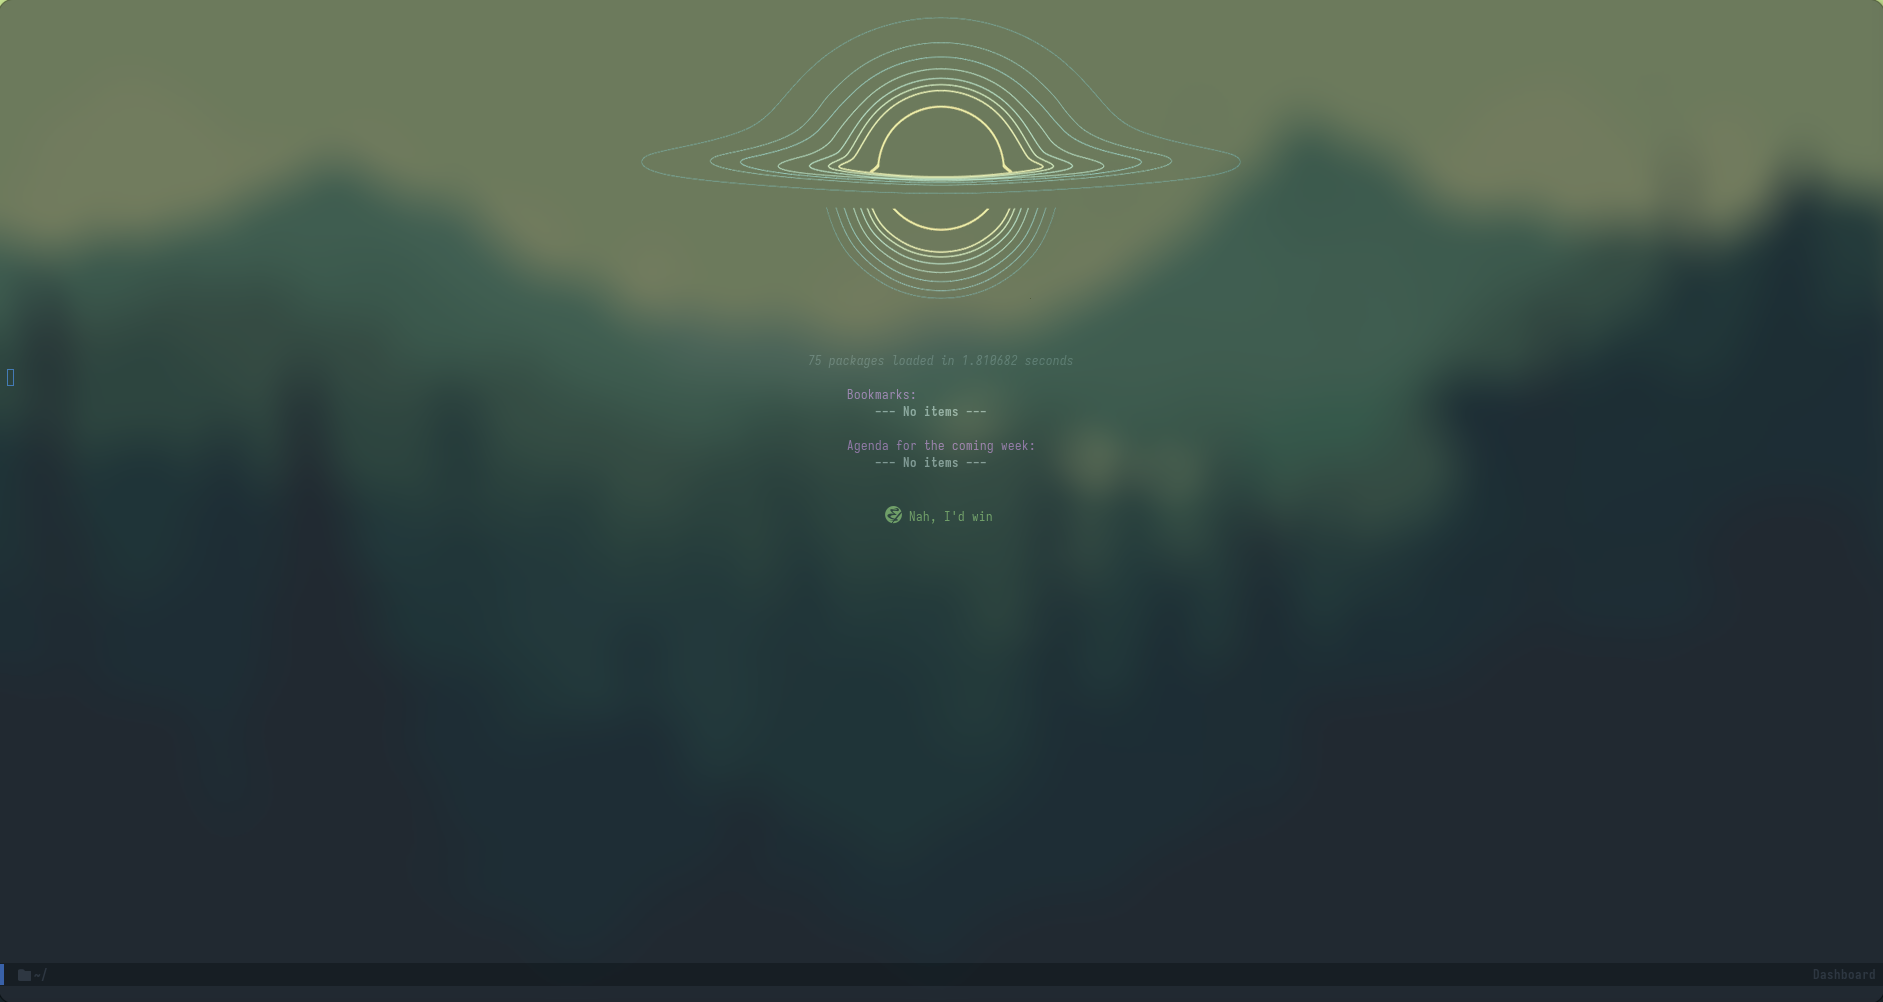 75 packages loaded in 1.810682 seconds
Bookmarks:
--- No items ---
Agenda for the coming week:
--- No items ---
Nah, I'd win
~/
Dashboard